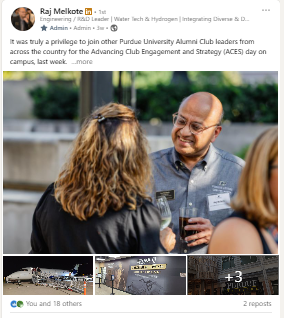 Raj Melkote in • 1st
Engineering / R&D Leader | Water Tech & Hydrogen | Integrating Diverse & D...
Admin • Admin • 3w •
It was truly a privilege to join other Purdue University Alumni Club leaders from
across the country for the Advancing Club Engagement and Strategy (ACES) day on
campus, last week. ...more
+3
PURDUE
You and 18 others
2 reposts